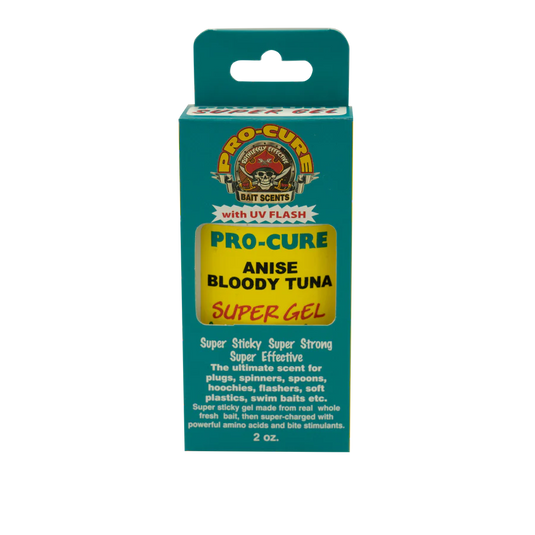 SUPER GEL
PRO-CURE
BAIT SCENTS
with UV FLASH
PRO-CURE
ANISE
BLOODY TUNA
SUPER GEL
Super Sticky Super Strong
Super Effective
The ultimate scent for
plugs, spinners, spoons,
hoochies, flashers, soft
plastics, swim baits etc.
Super sticky gel made from real whole
fresh bait, then super-charged with
powerful amino acids and bite stimulants.
2 oz.